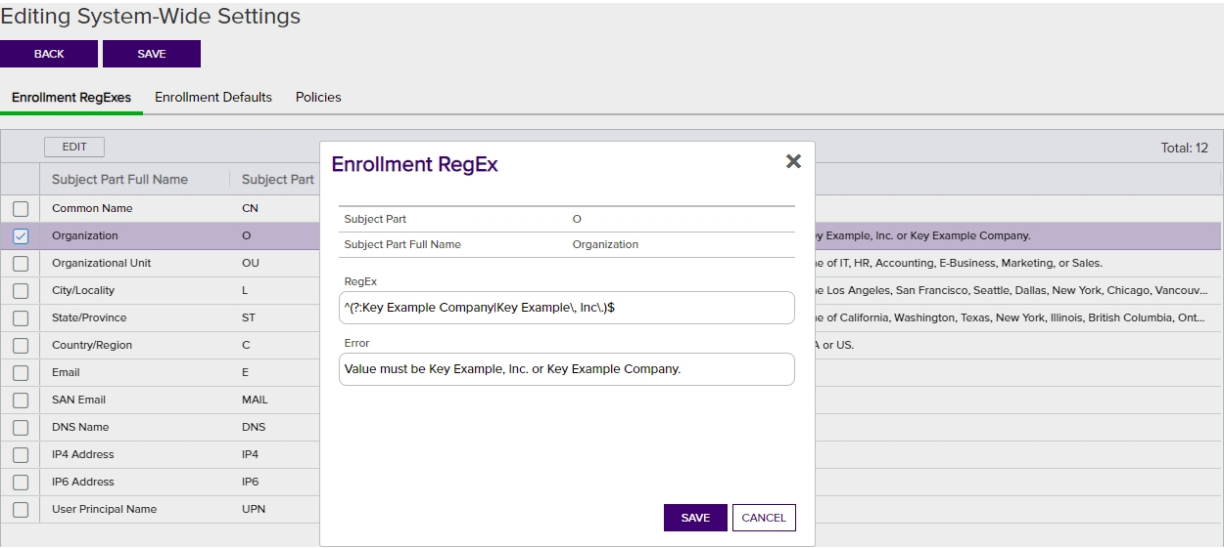 Editing System-Wide Settings
BACK SAVE
Enrollment RegExes Enrollment Defaults Policies
EDIT Total: 12
Subject Part Full Name Subject Part
Common Name CN
Organization O Example, Inc. or Key Example Company.
Organizational Unit OU of IT, HR, Accounting, E-Business, Marketing, or Sales.
City/Locality L Los Angeles, San Francisco, Seattle, Dallas, New York, Chicago, Vancouv...
State/Province ST of California, Washington, Texas, New York, Illinois, British Columbia, Ont...
Country/Region C or US.
Email E
SAN Email MAIL
DNS Name DNS
IP4 Address IP4
IP6 Address IP6
User Principal Name UPN
Enrollment RegEx
Subject Part O
Subject Part Full Name Organization
RegEx
^(?:Key Example Company|Key Example\, Inc\.)$
Error
Value must be Key Example, Inc. or Key Example Company.
SAVE CANCEL